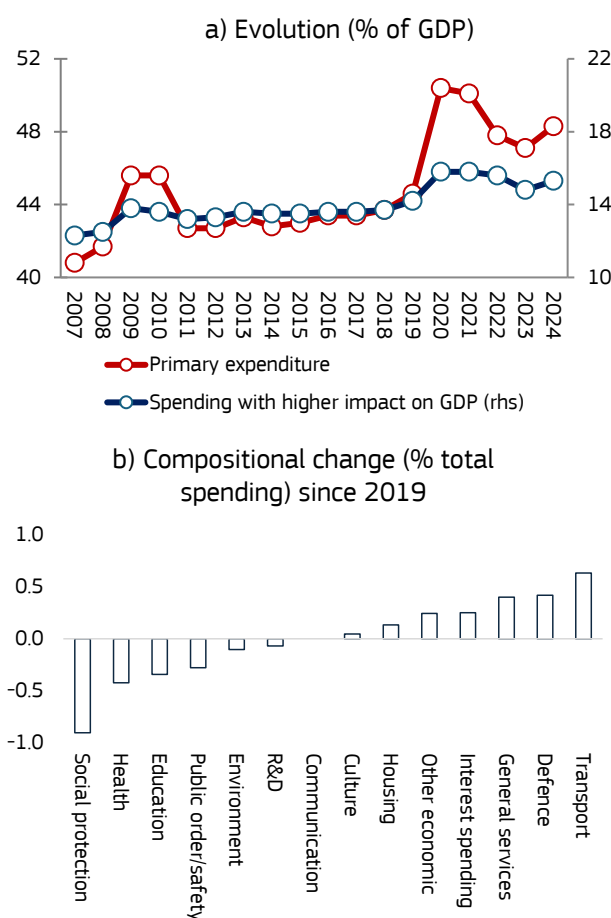 a) Evolution (% of GDP)
52
48
44
40
22
18
14
10
2007
2008
2009
2010
2011
2012
2013
2014
2015
2016
2017
2018
2019
2020
2021
2022
2023
2024
Primary expenditure
Spending with higher impact on GDP (rhs)
b) Compositional change (% total
spending) since 2019
1.0
0.5
0.0
-0.5
-1.0
Social protection
Health
Education
Public order/safety
Environment
R&D
Communication
Culture
Housing
Other economic
Interest spending
General services
Defence
Transport